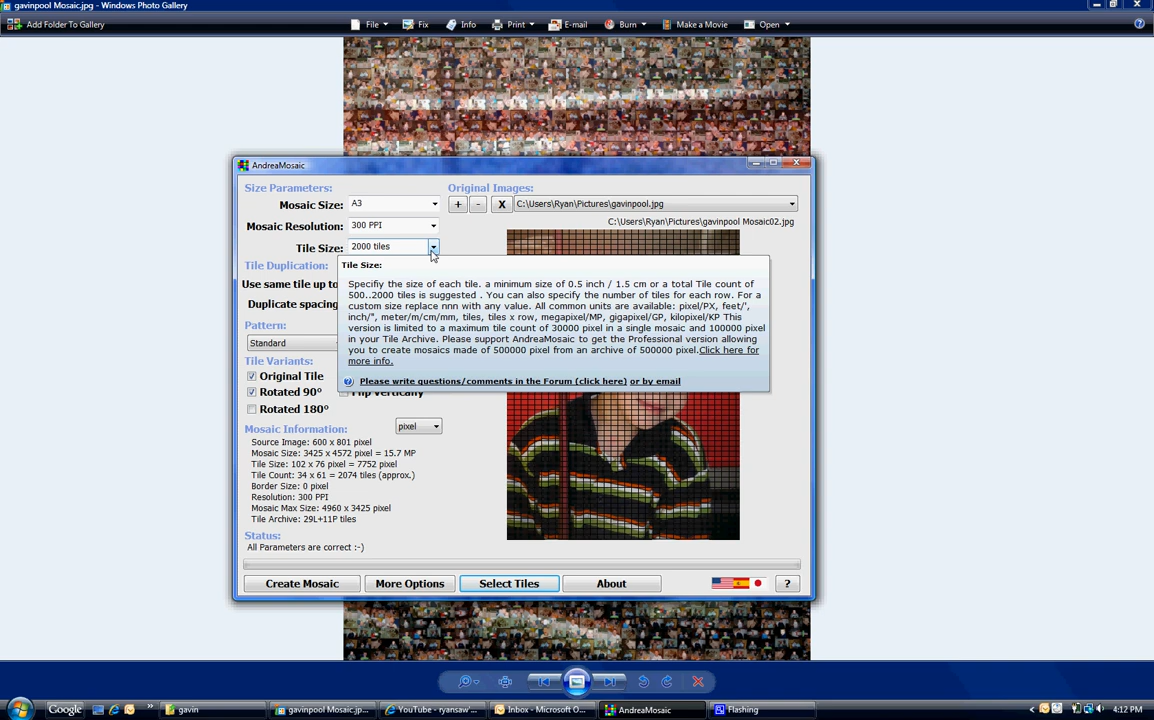 gavinpool Mosaic.jpg - Windows Photo Gallery
Add Folder To Gallery
File
Fix
Info
Print
E-mail
Burn
Make a Movie
Open
AndreaMosaic
Size Parameters:
Original Images:
Mosaic Size: A3
+ - X C:\Users\Ryan\Pictures\gavinpool.jpg
Mosaic Resolution: 300 PPI
C:\Users\Ryan\Pictures\gavinpool Mosaic02.jpg
Tile Size: 2000 tiles
Tile Duplication:
Use same tile up to
Duplicate spacing
Tile Size:
Specifiy the size of each tile. a minimum size of 0.5 inch / 1.5 cm or a total Tile count of
500..2000 tiles is suggested . You can also specify the number of tiles for each row. For a
custom size replace nnn with any value. All common units are available: pixel/PX, feet/',
inch/", meter/m/cm/mm, tiles, tiles x row, megapixel/MP, gigapixel/GP, kilopixel/KP This
version is limited to a maximum tile count of 30000 pixel in a single mosaic and 100000 pixel
in your Tile Archive. Please support AndreaMosaic to get the Professional version allowing
you to create mosaics made of 500000 pixel from an archive of 500000 pixel.Click here for
more info.
Please write questions/comments in the Forum (click here) or by email
Pattern:
Standard
Tile Variants:
Original Tile
Rotated 90°
Flip Vertically
Rotated 180°
Mosaic Information:
pixel
Source Image: 600 x 801 pixel
Mosaic Size: 3425 x 4572 pixel = 15.7 MP
Tile Size: 102 x 76 pixel = 7752 pixel
Tile Count: 34 x 61 = 2074 tiles (approx.)
Border Size: 0 pixel
Resolution: 300 PPI
Mosaic Max Size: 4960 x 3425 pixel
Tile Archive: 29L+11P tiles
Status:
All Parameters are correct :-)
Create Mosaic
More Options
Select Tiles
About
?
Google
gavin
gavinpool Mosaic.jp...
YouTube - ryansaw'...
Inbox - Microsoft O...
AndreaMosaic
Flashing
4:12 PM